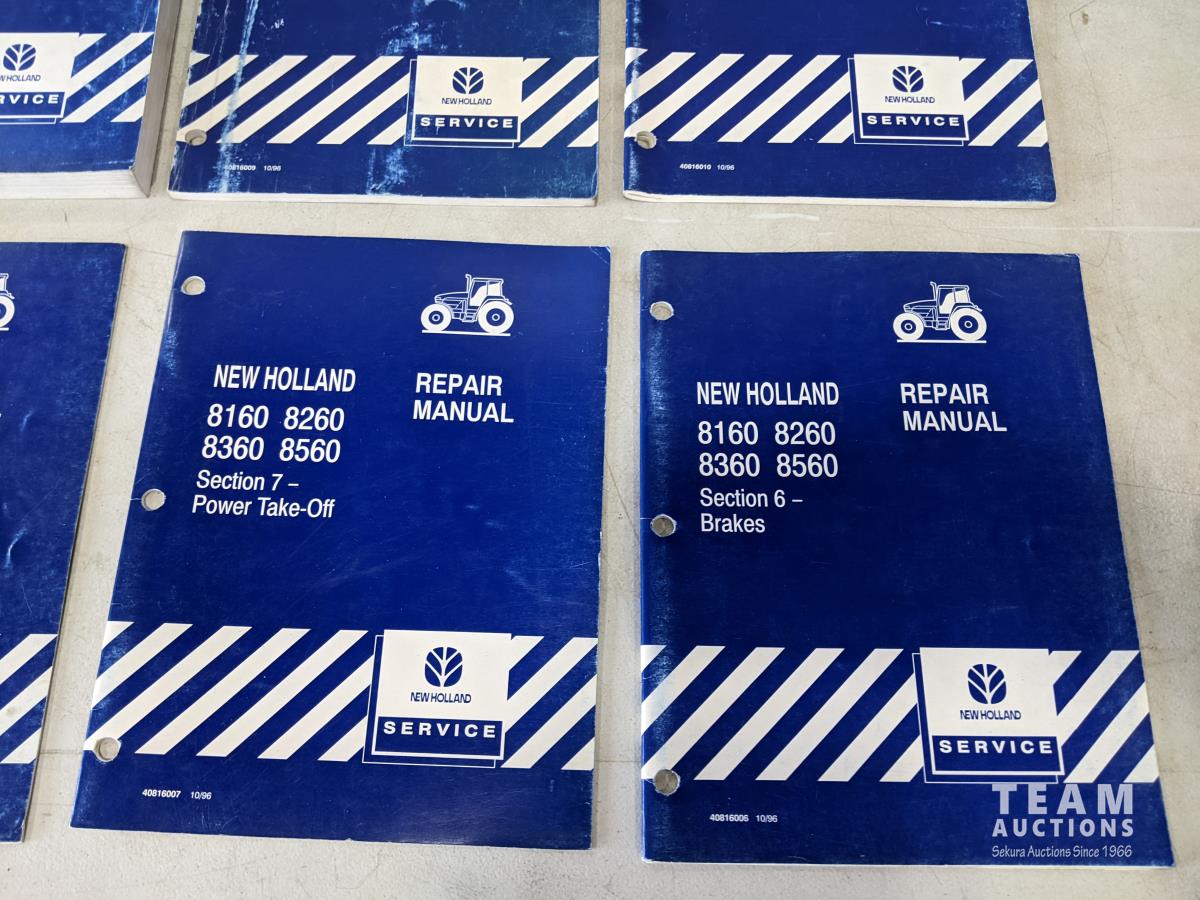 NEW HOLLAND
SERVICE
40816009 10/96
NEW HOLLAND
SERVICE
40816010 10/96
NEW HOLLAND
NEW HOLLAND
8160 8260
8360 8560
Section 7 –
Power Take-Off
REPAIR
MANUAL
NEW HOLLAND
SERVICE
40816007 10/96
NEW HOLLAND
8160 8260
8360 8560
Section 6 –
Brakes
REPAIR
MANUAL
NEW HOLLAND
SERVICE
40816006 10/96
TEAM
AUCTIONS
Sekura Auctions Since 1966